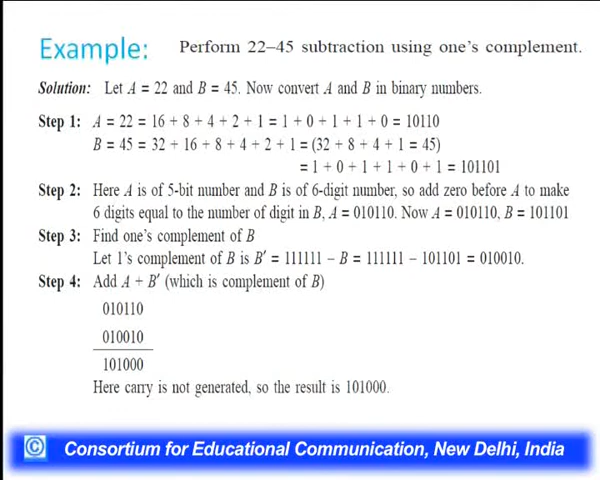 Example: Perform 22–45 subtraction using one's complement.
Solution: Let A = 22 and B = 45. Now convert A and B in binary numbers.
Step 1: A = 22 = 16 + 8 + 4 + 2 + 1 = 1 + 0 + 1 + 1 + 0 = 10110
B = 45 = 32 + 16 + 8 + 4 + 2 + 1 = (32 + 8 + 4 + 1 = 45)
= 1 + 0 + 1 + 1 + 0 + 1 = 101101
Step 2: Here A is of 5-bit number and B is of 6-digit number, so add zero before A to make
6 digits equal to the number of digit in B, A = 010110. Now A = 010110, B = 101101
Step 3: Find one's complement of B
Let 1's complement of B is B′ = 111111 – B = 111111 – 101101 = 010010.
Step 4: Add A + B′ (which is complement of B)
010110
010010
101000
Here carry is not generated, so the result is 101000.
© Consortium for Educational Communication, New Delhi, India